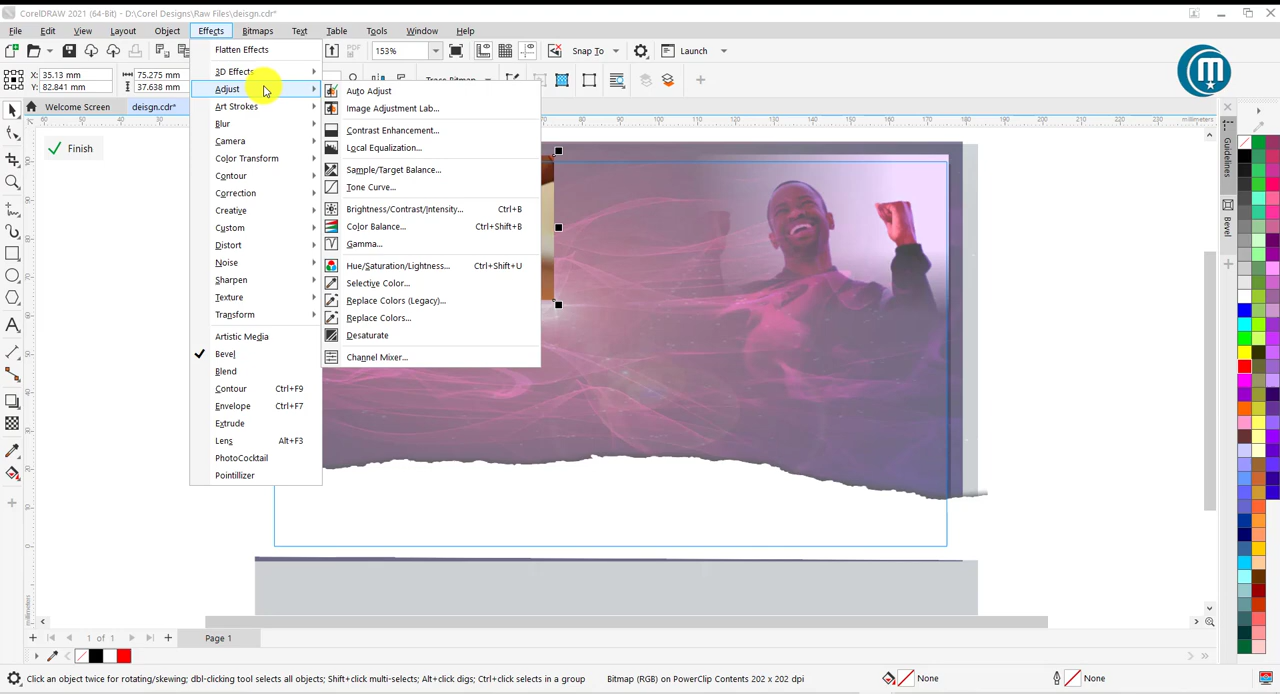 CorelDRAW 2021 (64-Bit) - D:\Corel Designs\Raw Files\deisgn.cdr*
File Edit View Layout Object Effects Bitmaps Text Table Tools Window Help
153% Snap To Launch
X: 35.13 mm 75.275 mm
Y: 82.841 mm 37.638 mm
Welcome Screen deisgn.cdr*
Finish
Flatten Effects
3D Effects
Adjust
Art Strokes
Blur
Camera
Color Transform
Contour
Correction
Creative
Custom
Distort
Noise
Sharpen
Texture
Transform
Artistic Media
Bevel
Blend
Contour Ctrl+F9
Envelope Ctrl+F7
Extrude
Lens Alt+F3
PhotoCocktail
Pointillizer
Auto Adjust
Image Adjustment Lab...
Contrast Enhancement...
Local Equalization...
Sample/Target Balance...
Tone Curve...
Brightness/Contrast/Intensity... Ctrl+B
Color Balance... Ctrl+Shift+B
Gamma...
Hue/Saturation/Lightness... Ctrl+Shift+U
Selective Color...
Replace Colors (Legacy)...
Replace Colors...
Desaturate
Channel Mixer...
millimeters
Guidelines
Bevel
1 of 1 Page 1
Click an object twice for rotating/skewing; dbl-clicking tool selects all objects; Shift+click multi-selects; Alt+click digs; Ctrl+click selects in a group Bitmap (RGB) on PowerClip Contents 202 x 202 dpi None None